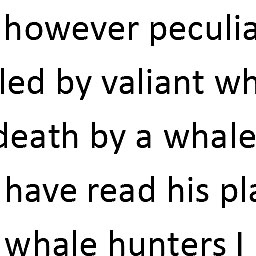 however peculia
led by valiant wh
death by a whale
have read his pla
whale hunters I